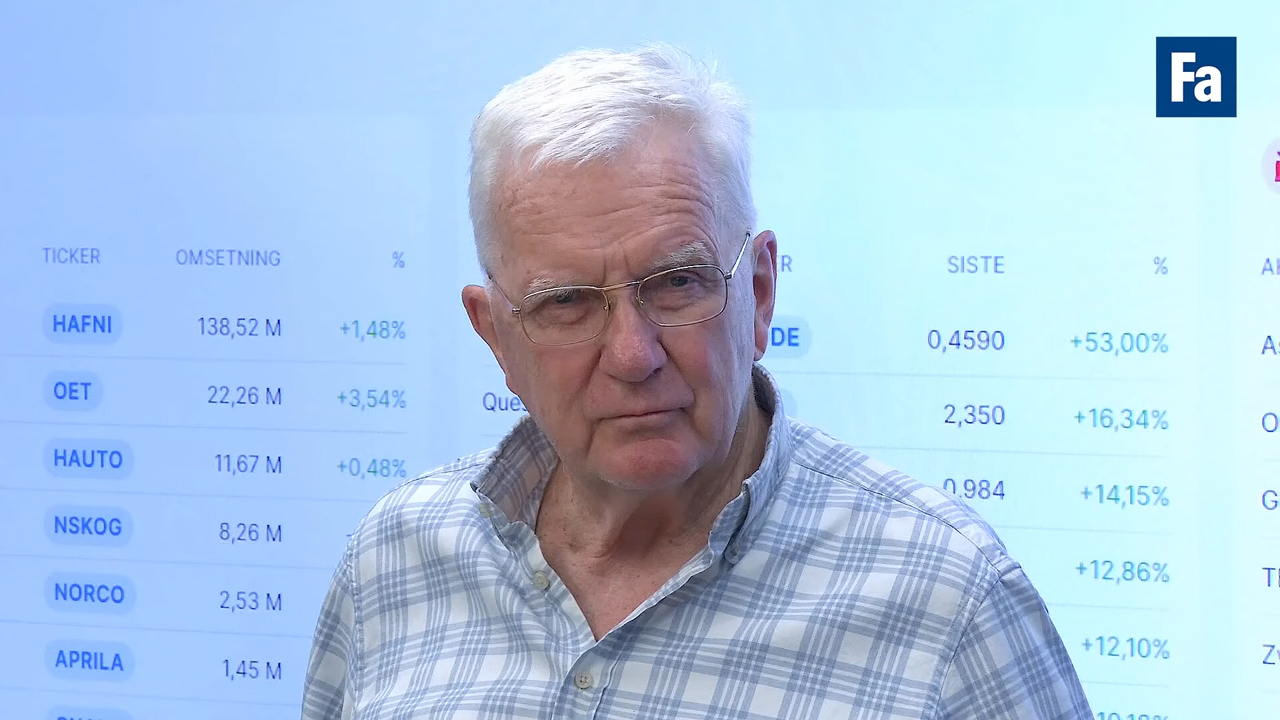 Fa
TICKER OMSETNING %
HAFNI 138,52 M +1,48%
OET 22,26 M +3,54%
HAUTO 11,67 M +0,48%
NSKOG 8,26 M
NORCO 2,53 M
APRILA 1,45 M
SISTE %
DE 0,4590 +53,00%
Ques 2,350 +16,34%
0,984 +14,15%
+12,86%
+12,10%